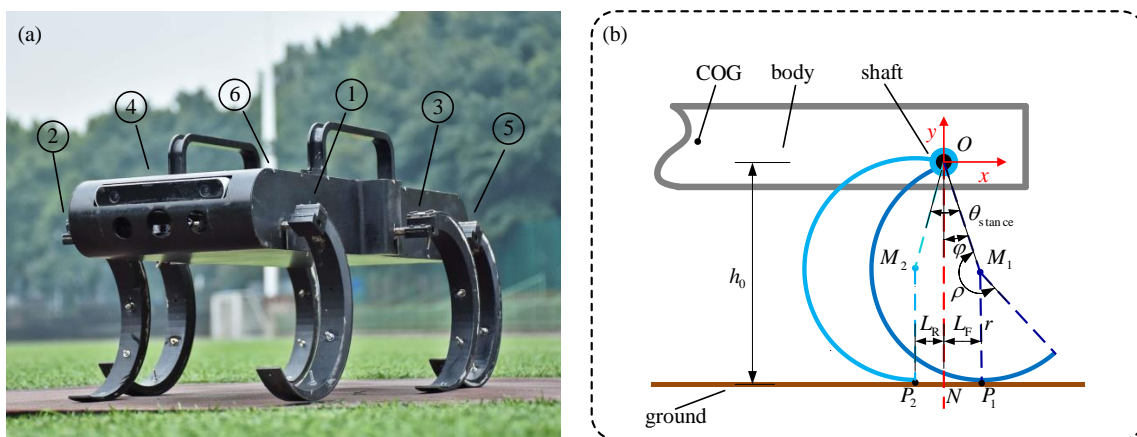 (a)
6
1
4
3
2
5
(b)
COG
body
shaft
y
O
x
θstance
φ
M2
M1
h0
ρ
LR
LF
r
P2
N
P1
ground